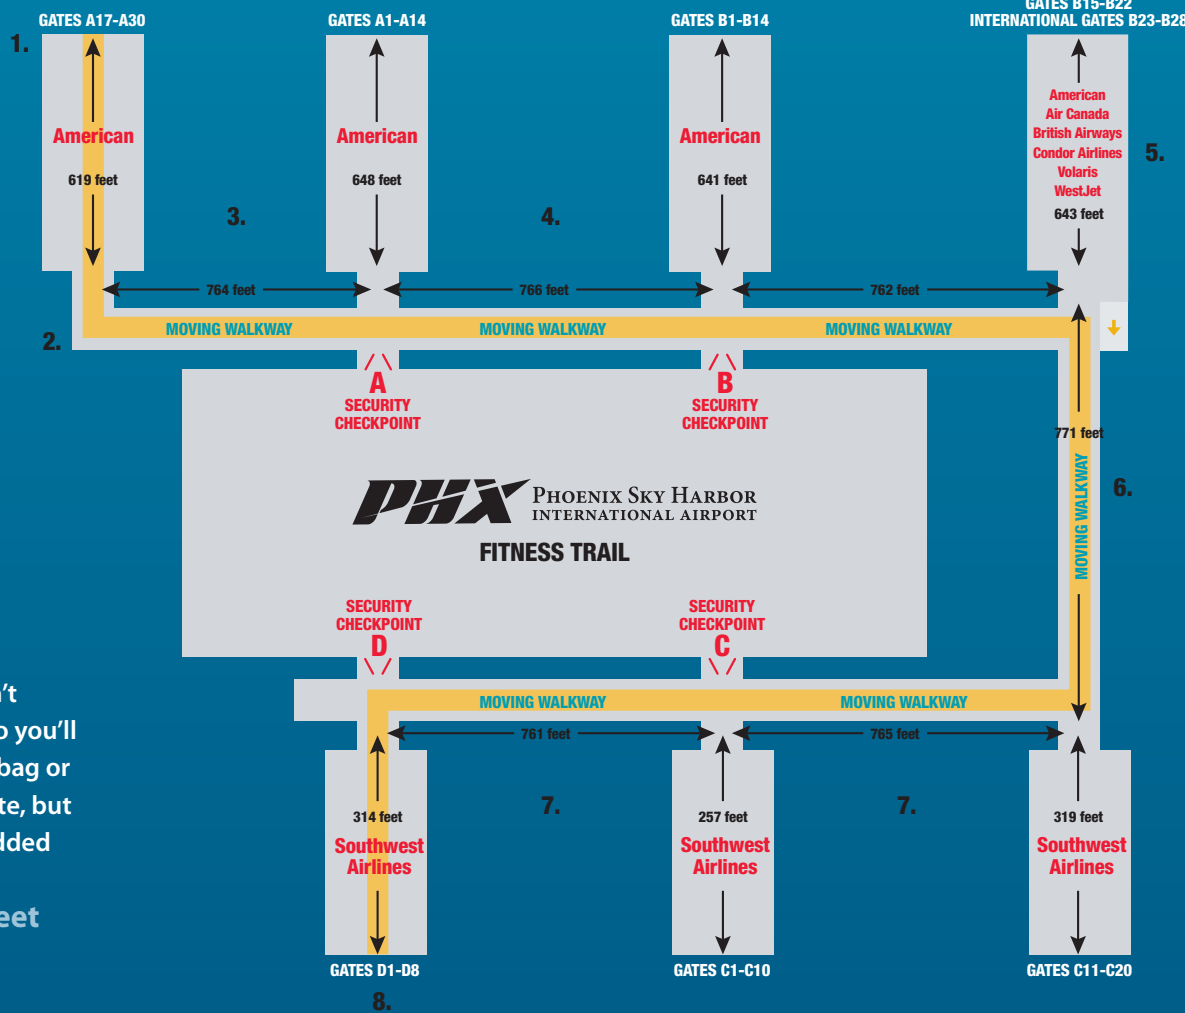 GATES A17-A30
GATES A1-A14
GATES B1-B14
GATES B15-B22
INTERNATIONAL GATES B23-B28
1.
American
619 feet
American
648 feet
American
641 feet
American
Air Canada
British Airways
Condor Airlines
Volaris
WestJet
643 feet
5.
3.
4.
764 feet
766 feet
762 feet
2.
MOVING WALKWAY
MOVING WALKWAY
MOVING WALKWAY
A
SECURITY
CHECKPOINT
B
SECURITY
CHECKPOINT
771 feet
MOVING WALKWAY
6.
PHX
PHOENIX SKY HARBOR
INTERNATIONAL AIRPORT
FITNESS TRAIL
SECURITY
CHECKPOINT
D
SECURITY
CHECKPOINT
C
MOVING WALKWAY
MOVING WALKWAY
761 feet
765 feet
314 feet
Southwest
Airlines
7.
257 feet
Southwest
Airlines
7.
319 feet
Southwest
Airlines
GATES D1-D8
GATES C1-C10
GATES C11-C20
8.
you'll
bag or
but